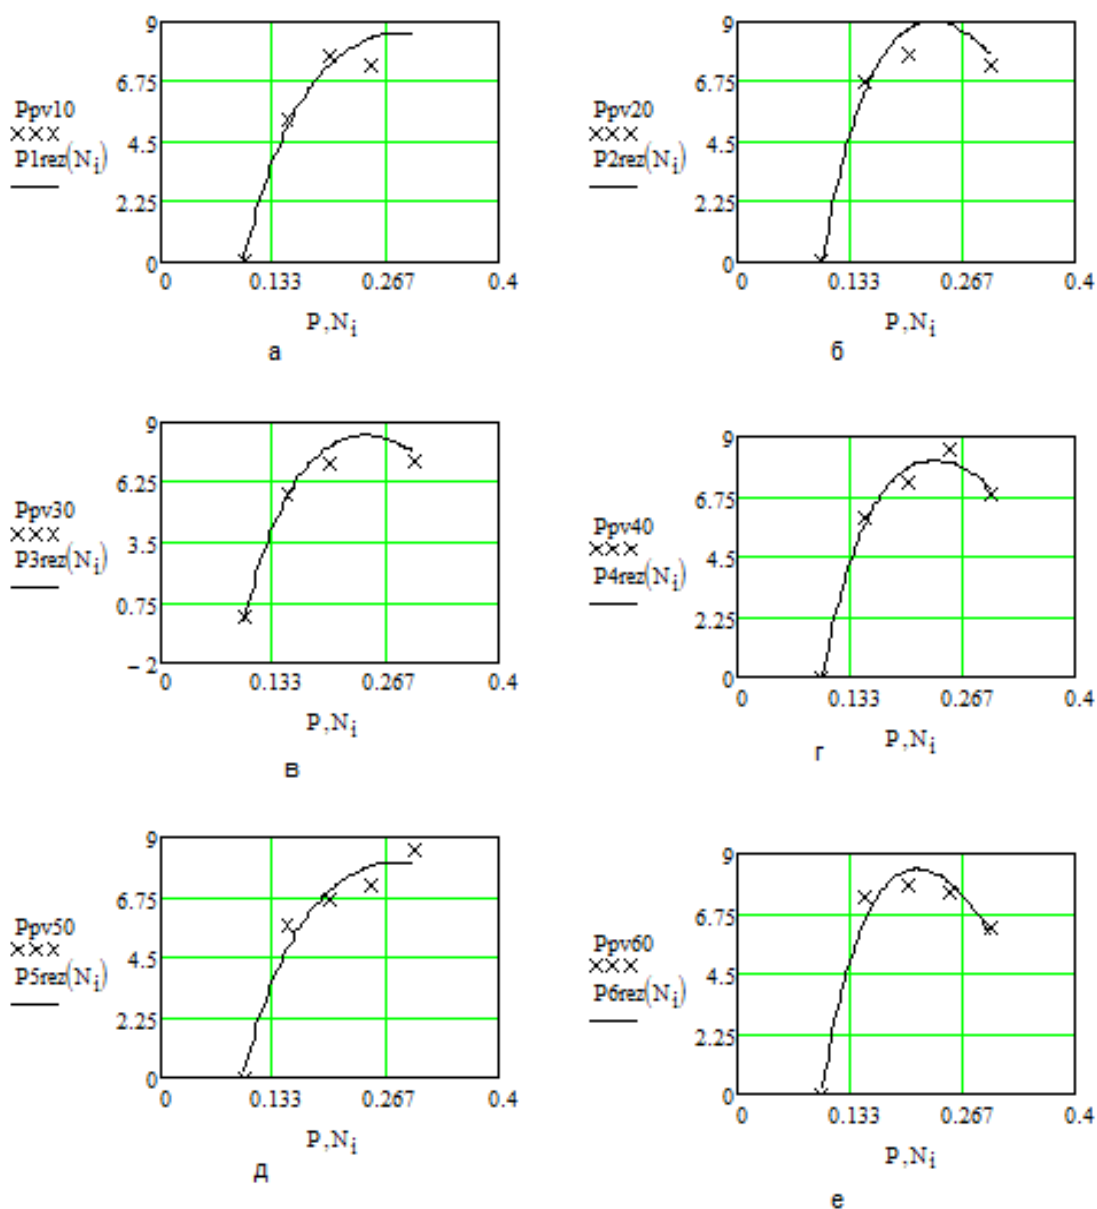 9
6.75
4.5
2.25
0
0 0.133 0.267 0.4
Ppv10
P1rez(Ni)
P,Ni
а
9
6.75
4.5
2.25
0
0 0.133 0.267 0.4
Ppv20
P2rez(Ni)
P,Ni
б
9
6.25
3.5
0.75
−2
0 0.133 0.267 0.4
Ppv30
P3rez(Ni)
P,Ni
в
9
6.75
4.5
2.25
0
0 0.133 0.267 0.4
Ppv40
P4rez(Ni)
P,Ni
г
9
6.75
4.5
2.25
0
0 0.133 0.267 0.4
Ppv50
P5rez(Ni)
P,Ni
д
9
6.75
4.5
2.25
0
0 0.133 0.267 0.4
Ppv60
P6rez(Ni)
P,Ni
е